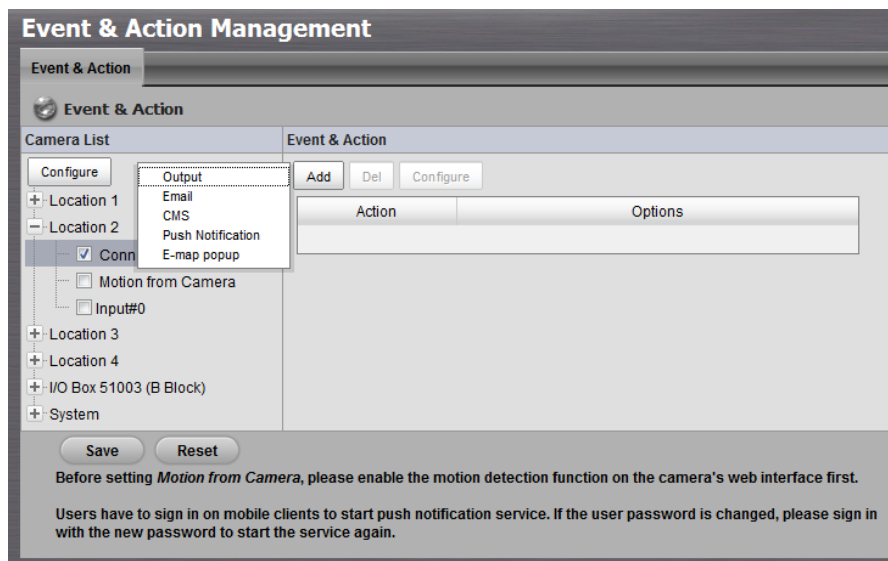 Event & Action Management
Event & Action
Event & Action
Camera List
Event & Action
Configure
Output
Email
CMS
Push Notification
E-map popup
Add
Del
Configure
Action
Options
Location 1
Location 2
Conn
Motion from Camera
Input#0
Location 3
Location 4
I/O Box 51003 (B Block)
System
Save
Reset
Before setting Motion from Camera, please enable the motion detection function on the camera's web interface first.
Users have to sign in on mobile clients to start push notification service. If the user password is changed, please sign in
with the new password to start the service again.